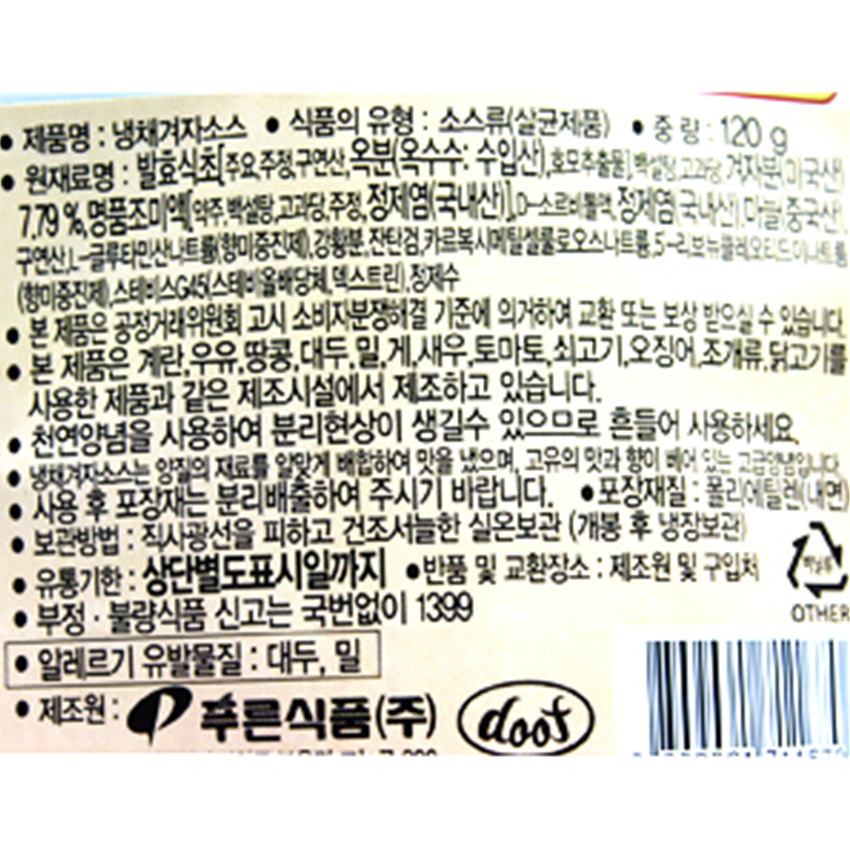 • 제품명 : 냉채겨자소스 • 식품의 유형 : 소스류(살균제품) • 중 량 : 120 g
• 원재료명 : 발효식초[주요,주정,구연산,옥분(옥수수: 수입산),호모추출물],백설탕,고과당,겨자분(미국산)
7.79 %,명품조미액[약주,백설탕,고과당,주정,정제염(국내산)],D-소르비톨액,정제염(국내산),마늘(중국산),
구연산,L-글루타민산나트륨(향미증진제),강황분,잔탄검,카르복시메틸셀룰로오스나트륨,5-리보뉴클레오티드이나트륨
(향미증진제),스테비스G45(스테비올배당체,덱스트린),정제수
• 본 제품은 공정거래위원회 고시 소비자분쟁해결 기준에 의거하여 교환 또는 보상 받으실 수 있습니다.
• 본 제품은 계란,우유,땅콩,대두,밀,게,새우,토마토,쇠고기,오징어,조개류,닭고기를
사용한 제품과 같은 제조시설에서 제조하고 있습니다.
• 천연양념을 사용하여 분리현상이 생길수 있으므로 흔들어 사용하세요.
• 냉채겨자소스는 양질의 재료를 알맞게 배합하여 맛을 냈으며, 고유의 맛과 향이 베어 있는 고급양념입니다.
• 사용 후 포장재는 분리배출하여 주시기 바랍니다. •포장재질 : 폴리에틸렌(내면)
• 보관방법 : 직사광선을 피하고 건조서늘한 실온보관 (개봉 후 냉장보관)
• 유통기한 : 상단별도표시일까지 •반품 및 교환장소 : 제조원 및 구입처
OTHER
• 부정 · 불량식품 신고는 국번없이 1399
• 알레르기 유발물질 : 대두, 밀
• 제조원 : 푸른식품(주) doof